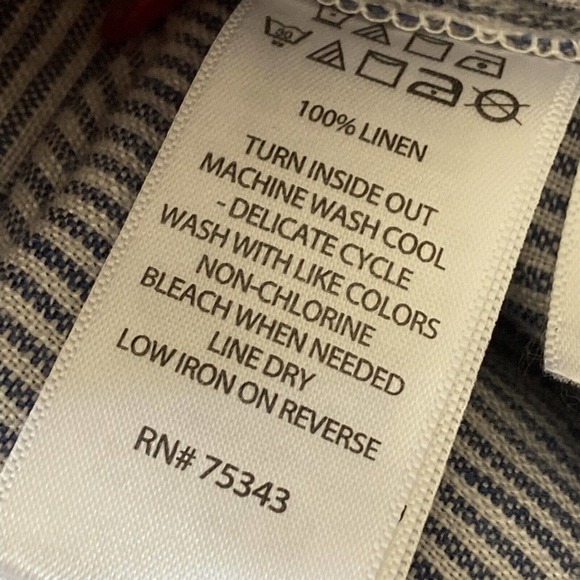 100% LINEN
TURN INSIDE OUT
MACHINE WASH COOL
- DELICATE CYCLE
WASH WITH LIKE COLORS
NON-CHLORINE
BLEACH WHEN NEEDED
LINE DRY
LOW IRON ON REVERSE
RN# 75343